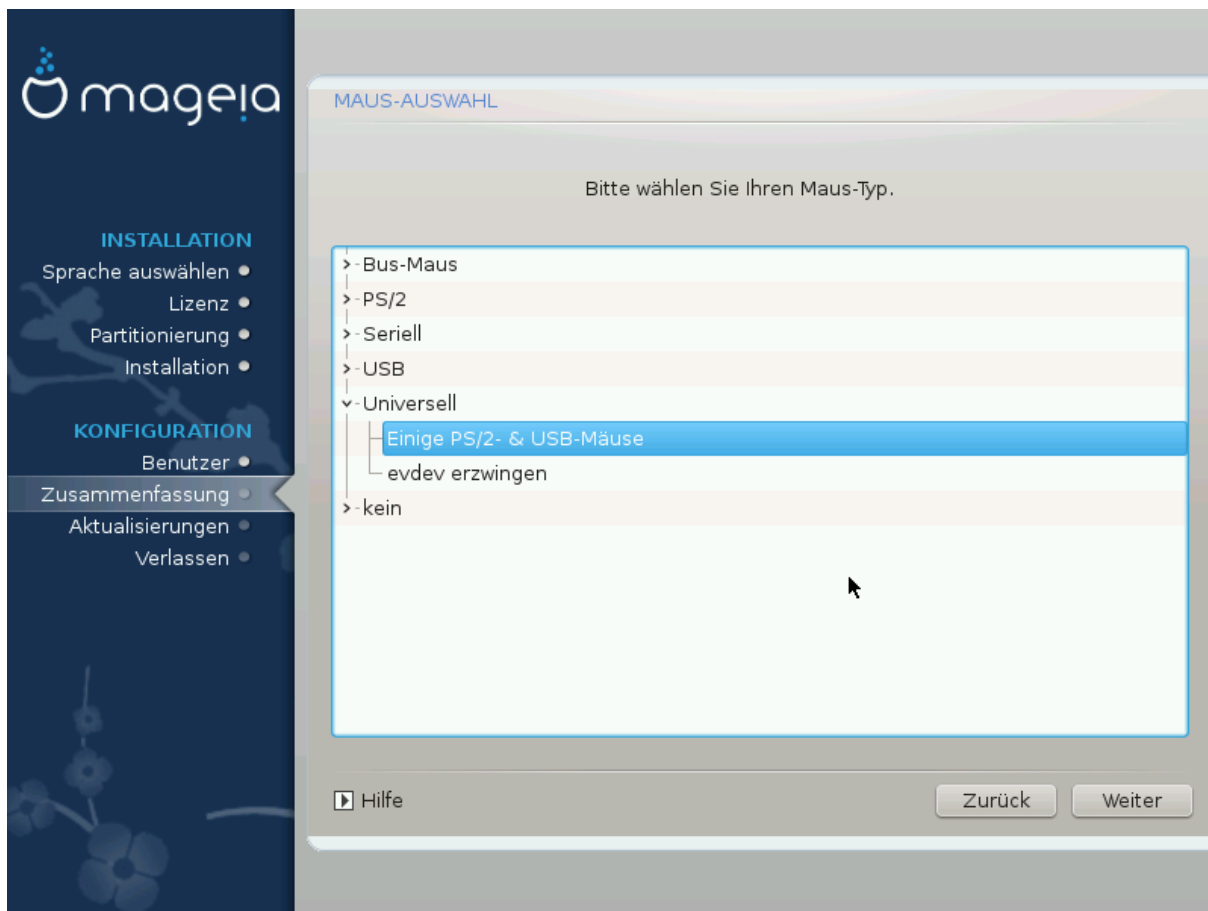 mageia
INSTALLATION
Sprache auswählen
Lizenz
Partitionierung
Installation
KONFIGURATION
Benutzer
Zusammenfassung
Aktualisierungen
Verlassen
MAUS-AUSWAHL
Bitte wählen Sie Ihren Maus-Typ.
Bus-Maus
PS/2
Seriell
USB
Universell
Einige PS/2- & USB-Mäuse
evdev erzwingen
kein
Hilfe
Zurück
Weiter